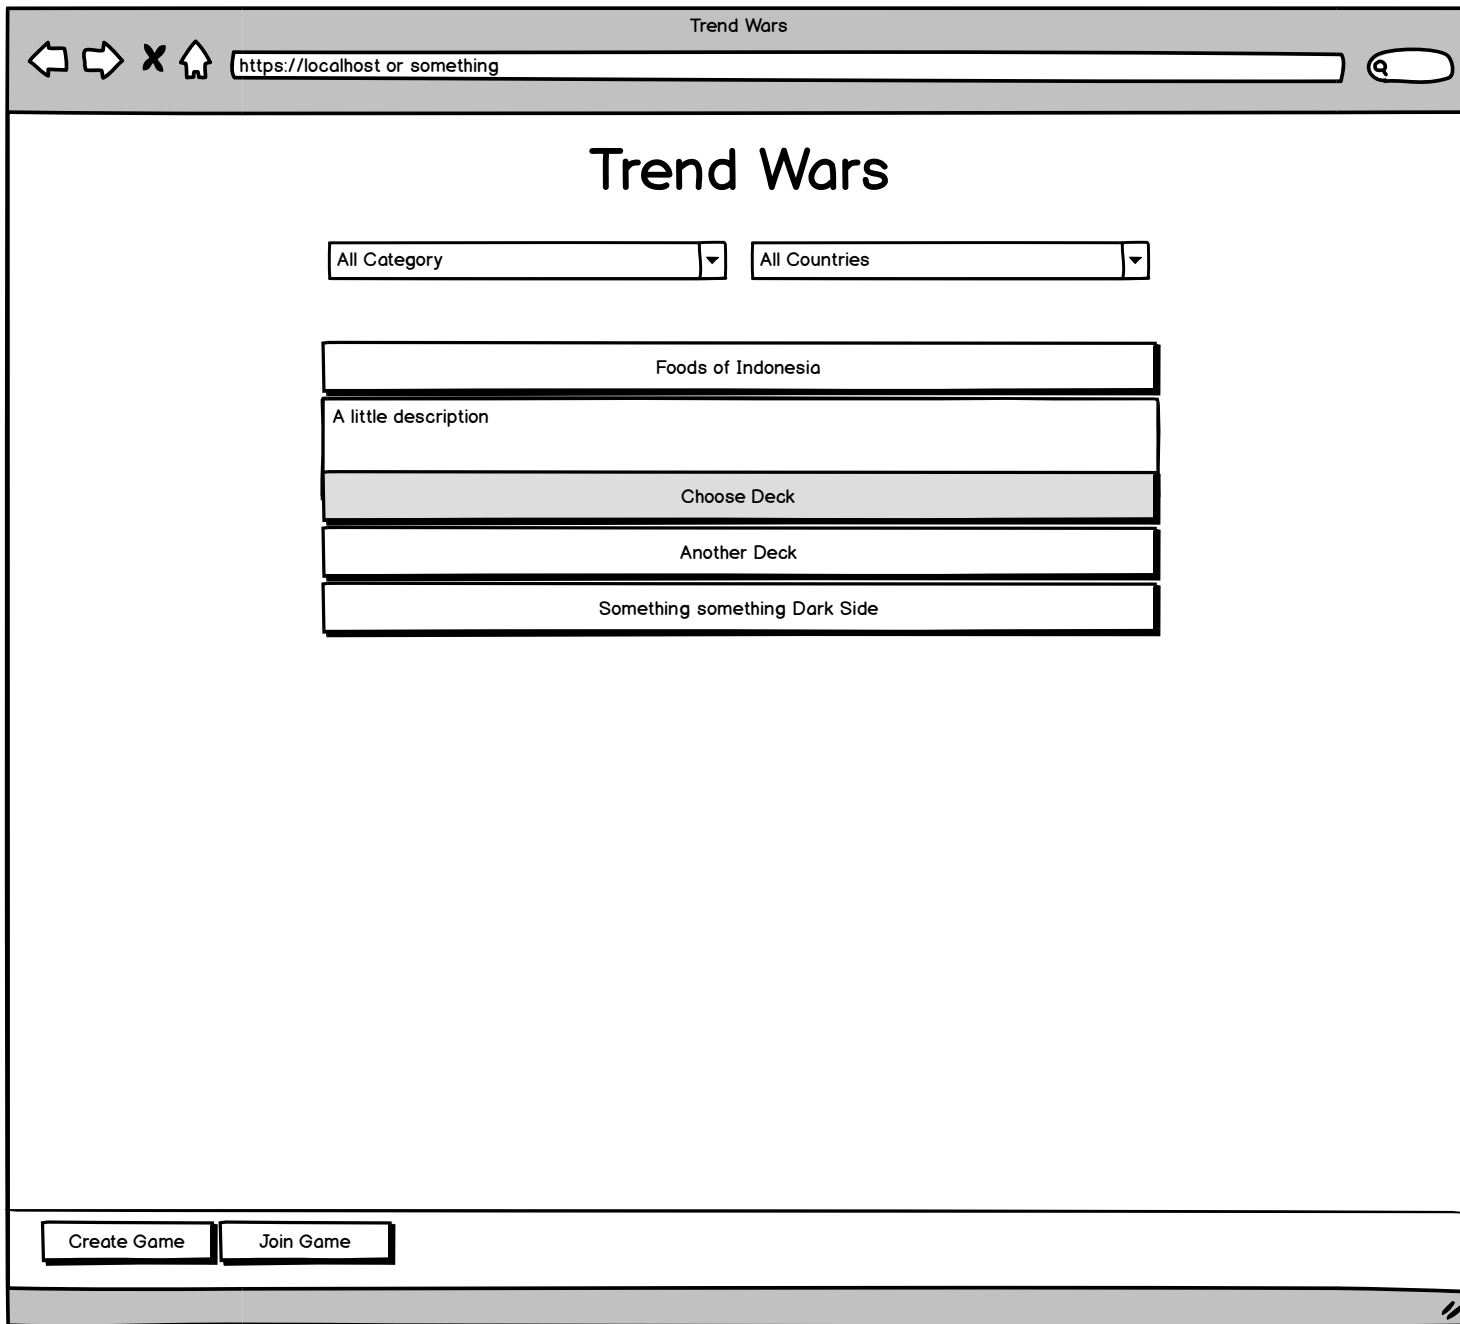 Trend Wars
https://localhost or something
Trend Wars
All Category
All Countries
Foods of Indonesia
A little description
Choose Deck
Another Deck
Something something Dark Side
Create Game
Join Game